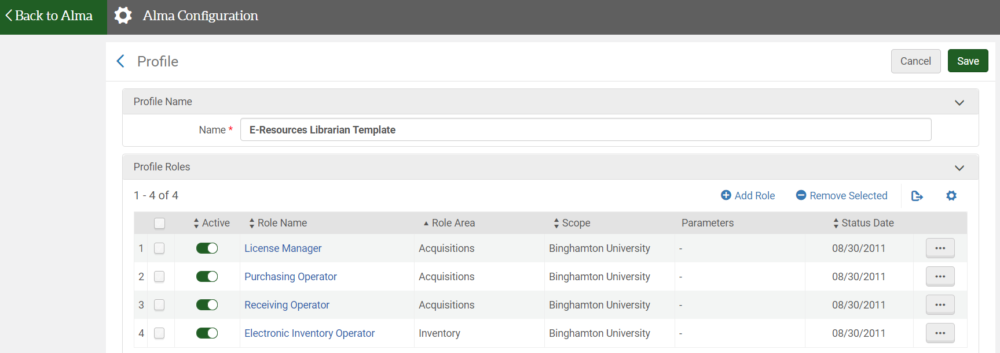 Back to Alma Alma Configuration
Profile Cancel Save
Profile Name
Name * E-Resources Librarian Template
Profile Roles
1 - 4 of 4 Add Role Remove Selected
Active Role Name Role Area Scope Parameters Status Date
1 License Manager Acquisitions Binghamton University - 08/30/2011
2 Purchasing Operator Acquisitions Binghamton University - 08/30/2011
3 Receiving Operator Acquisitions Binghamton University - 08/30/2011
4 Electronic Inventory Operator Inventory Binghamton University - 08/30/2011